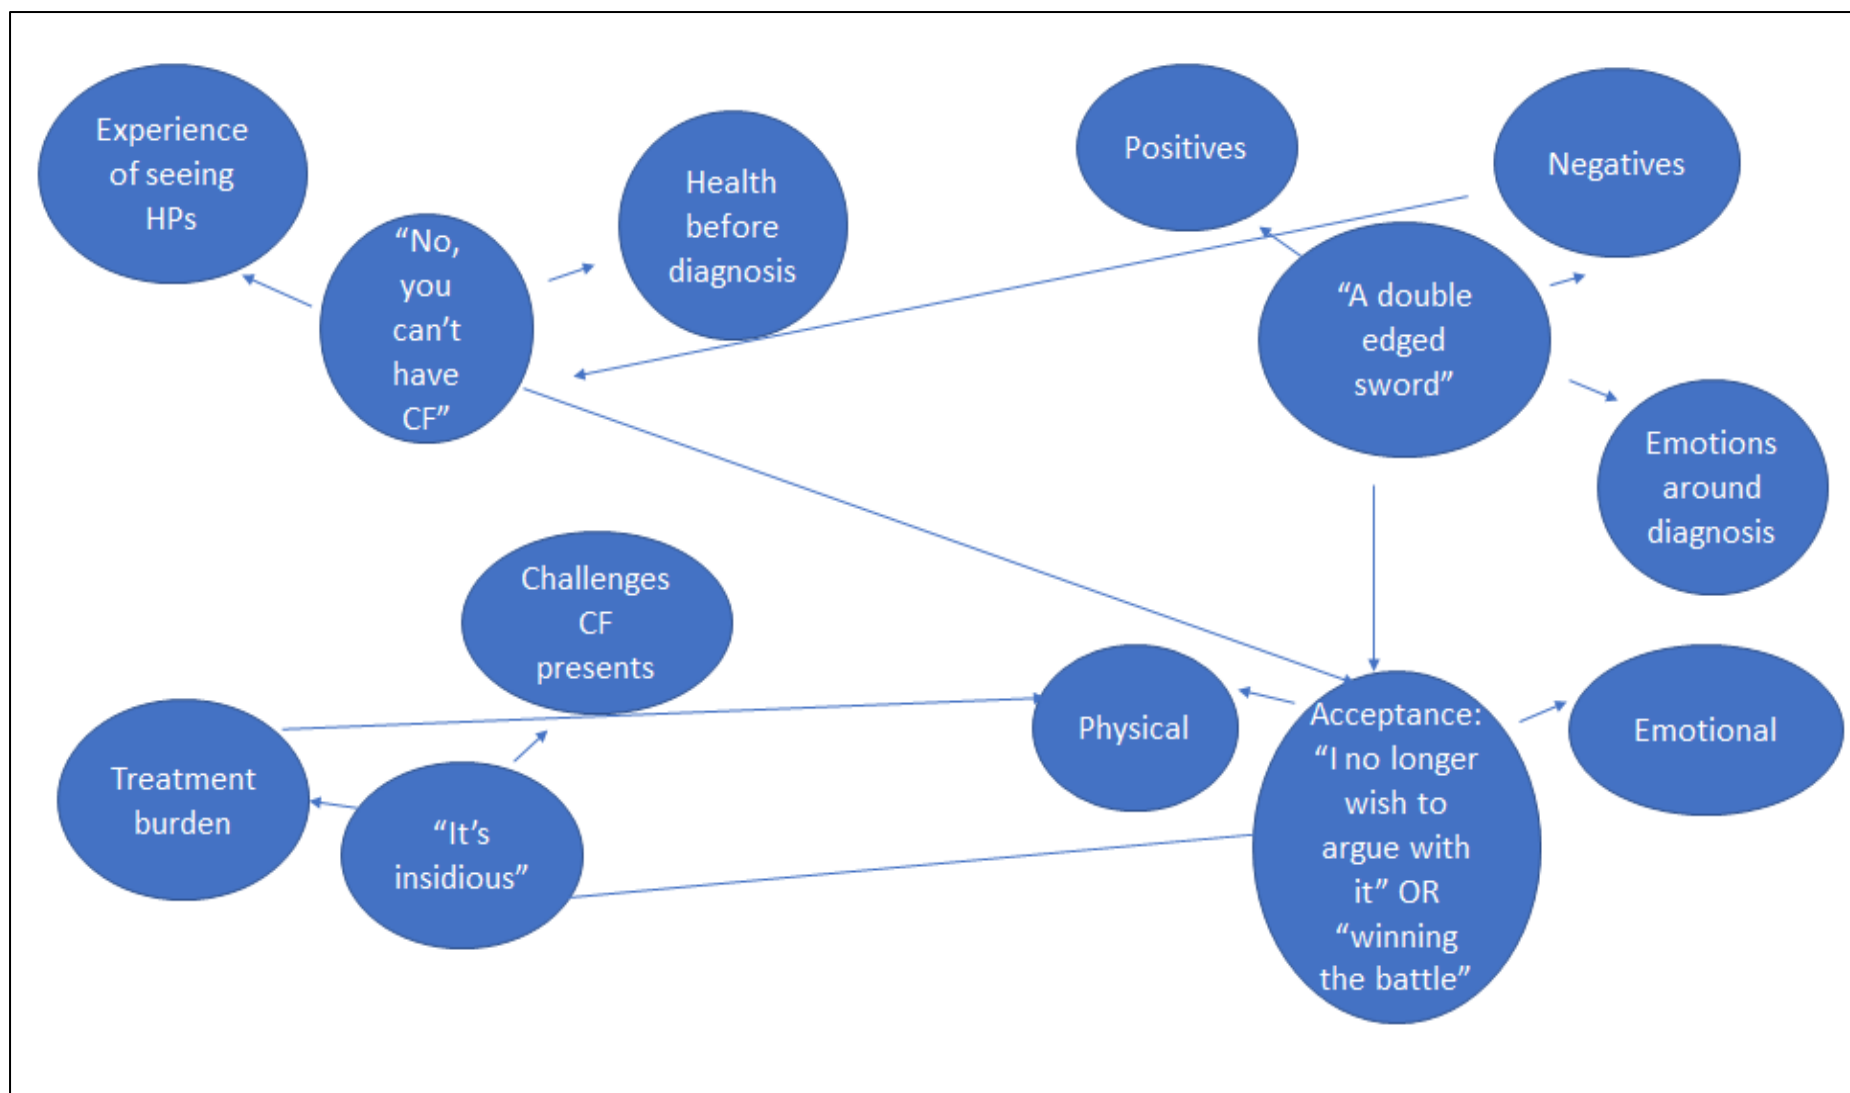 Experience
of seeing
HPs
“No,
you
can’t
have
CF”
Health
before
diagnosis
Positives
Negatives
“A double
edged
sword”
Emotions
around
diagnosis
Challenges
CF
presents
Treatment
burden
“It’s
insidious”
Physical
Acceptance:
“I no longer
wish to
argue with
it” OR
“winning
the battle”
Emotional